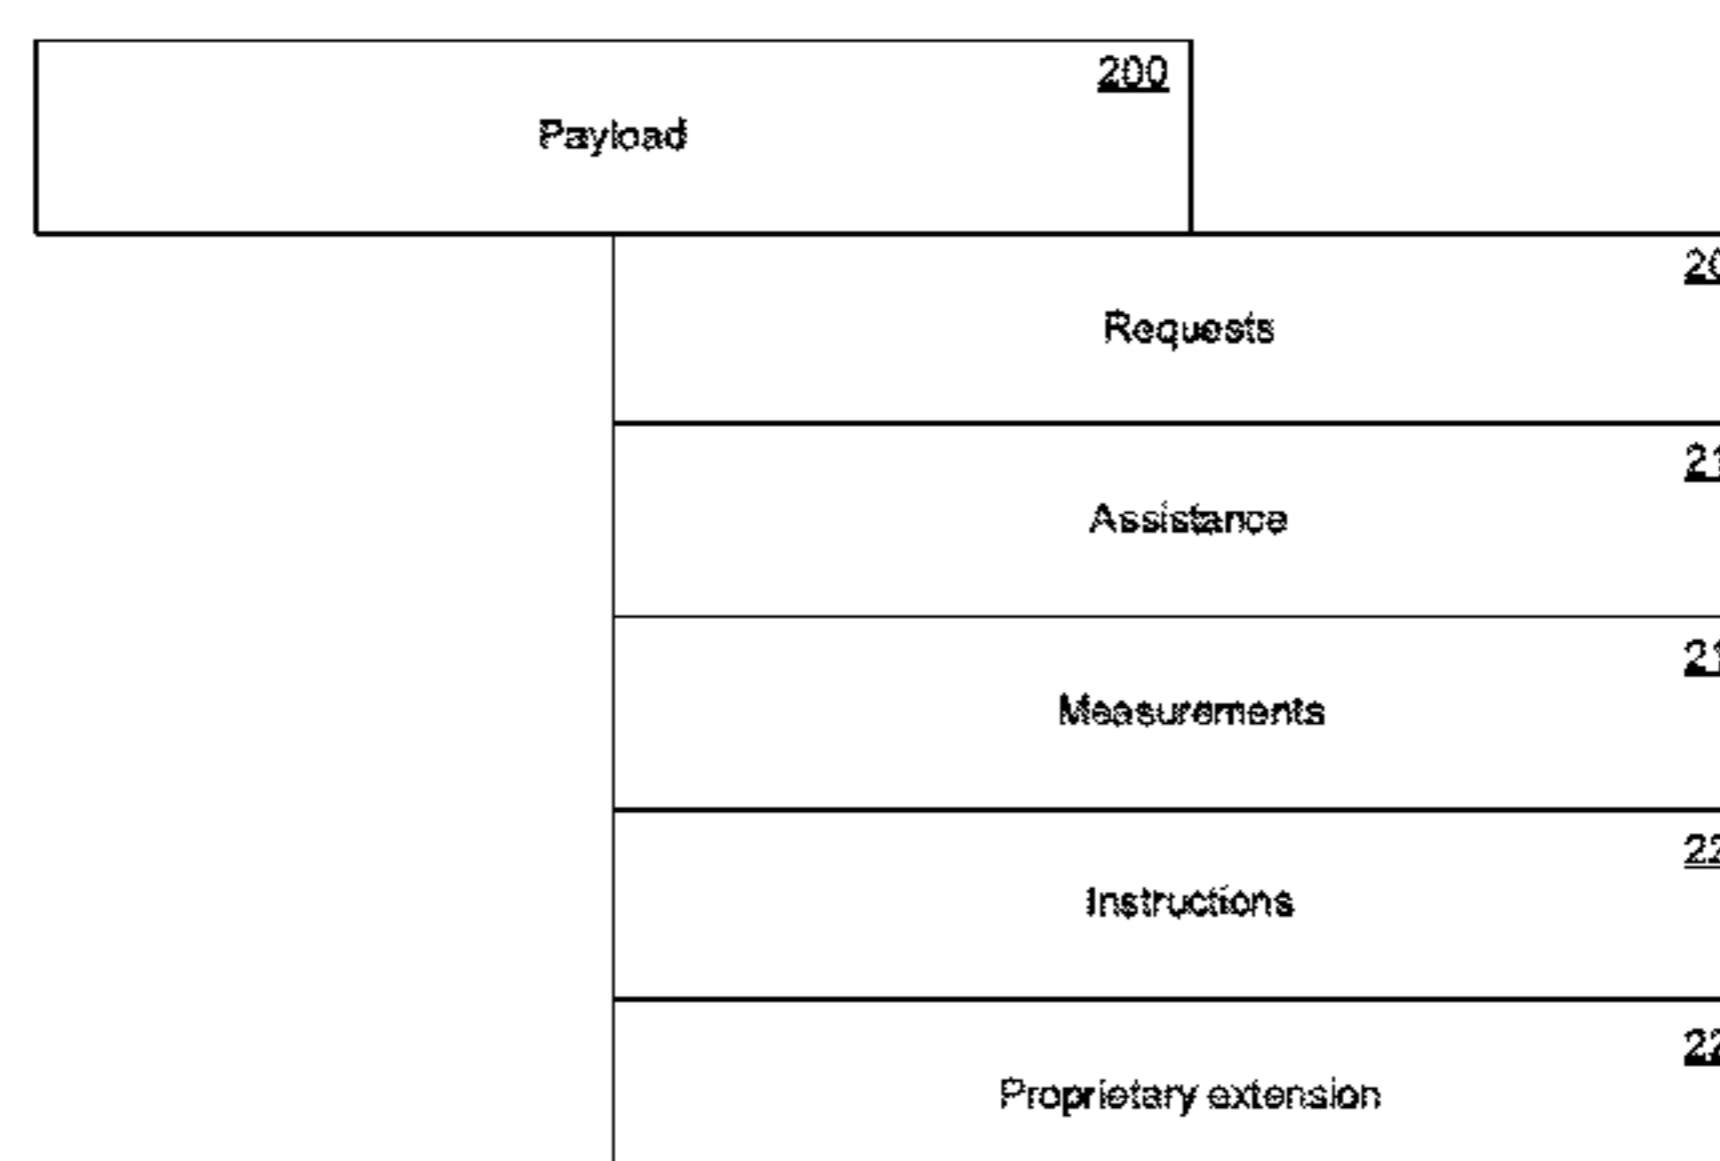 200
Payload
Requests
Assistance
Measurements
Instructions
Proprietary extension